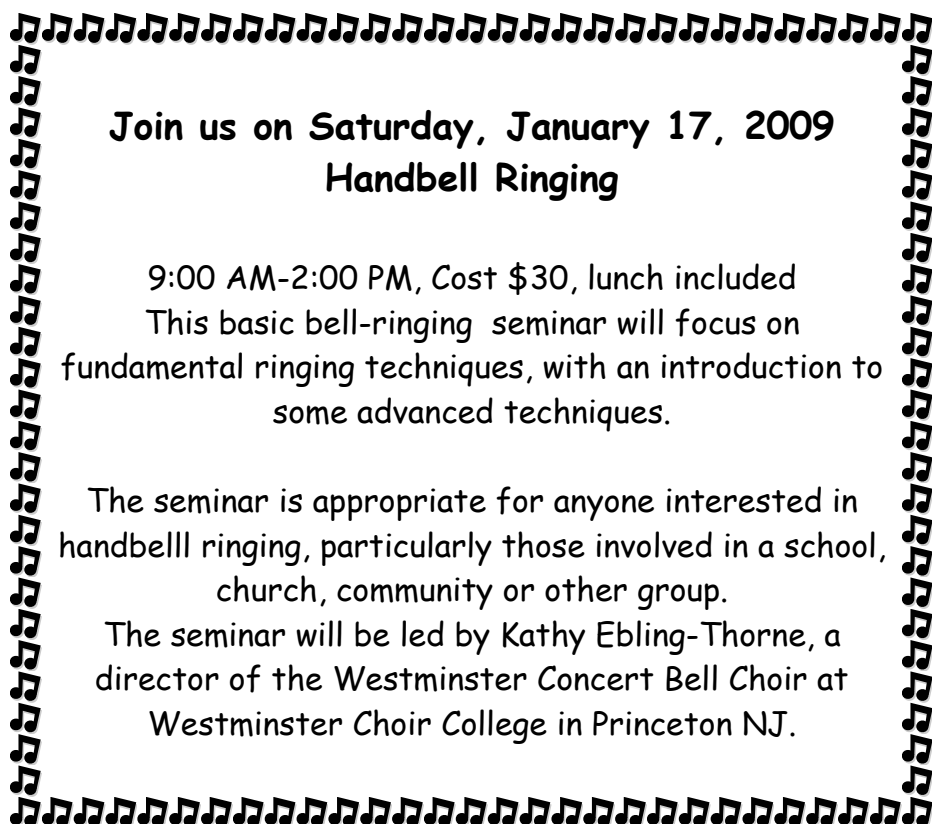 Join us on Saturday, January 17, 2009
Handbell Ringing
9:00 AM-2:00 PM, Cost $30, lunch included
This basic bell-ringing  seminar will focus on
fundamental ringing techniques, with an introduction to
some advanced techniques.
The seminar is appropriate for anyone interested in
handbelll ringing, particularly those involved in a school,
church, community or other group.
The seminar will be led by Kathy Ebling-Thorne, a
director of the Westminster Concert Bell Choir at
Westminster Choir College in Princeton NJ.